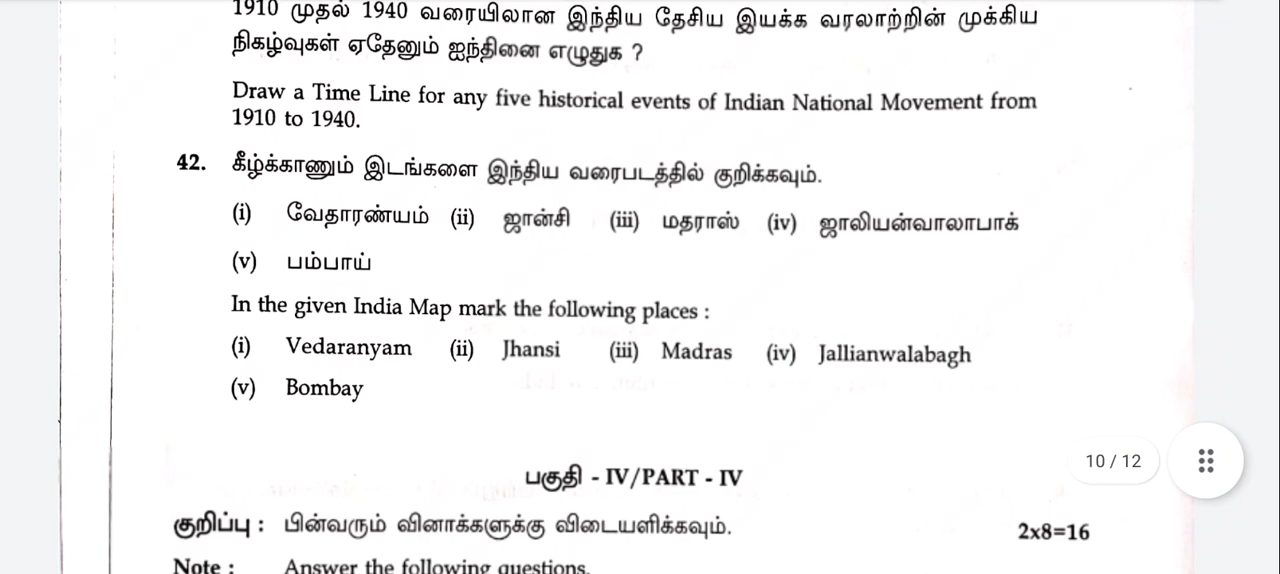 1910 முதல் 1940 வரையிலான இந்திய தேசிய இயக்க வரலாற்றின் முக்கிய
நிகழ்வுகள் ஏதேனும் ஐந்தினை எழுதுக ?
Draw a Time Line for any five historical events of Indian National Movement from
1910 to 1940.
42. கீழ்க்காணும் இடங்களை இந்திய வரைபடத்தில் குறிக்கவும்.
(i) வேதாரண்யம் (ii) ஜான்சி (iii) மதராஸ் (iv) ஜாலியன்வாலாபாக்
(v) பம்பாய்
In the given India Map mark the following places :
(i) Vedaranyam (ii) Jhansi (iii) Madras (iv) Jallianwalabagh
(v) Bombay
10 / 12
பகுதி - IV/PART - IV
குறிப்பு : பின்வரும் வினாக்களுக்கு விடையளிக்கவும். 2x8=16
Note : Answer the following questions.